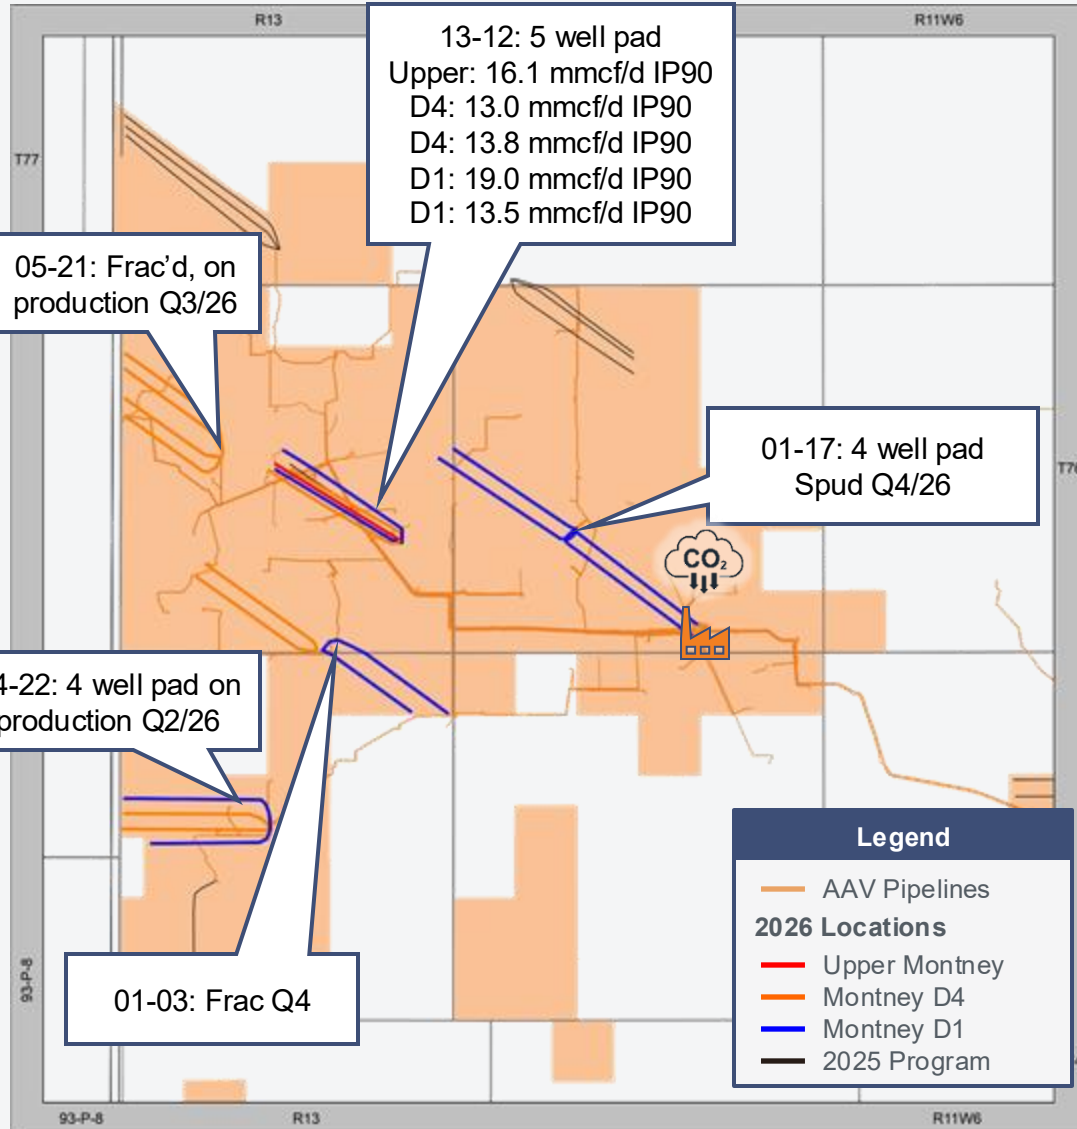 R13
R11W6
13-12: 5 well pad
Upper: 16.1 mmcf/d IP90
D4: 13.0 mmcf/d IP90
D4: 13.8 mmcf/d IP90
D1: 19.0 mmcf/d IP90
D1: 13.5 mmcf/d IP90
T77
05-21: Frac’d, on
production Q3/26
01-17: 4 well pad
Spud Q4/26
CO₂
4-22: 4 well pad on
production Q2/26
Legend
AAV Pipelines
2026 Locations
Upper Montney
Montney D4
Montney D1
2025 Program
93-P-8
01-03: Frac Q4
93-P-8
R13
R11W6